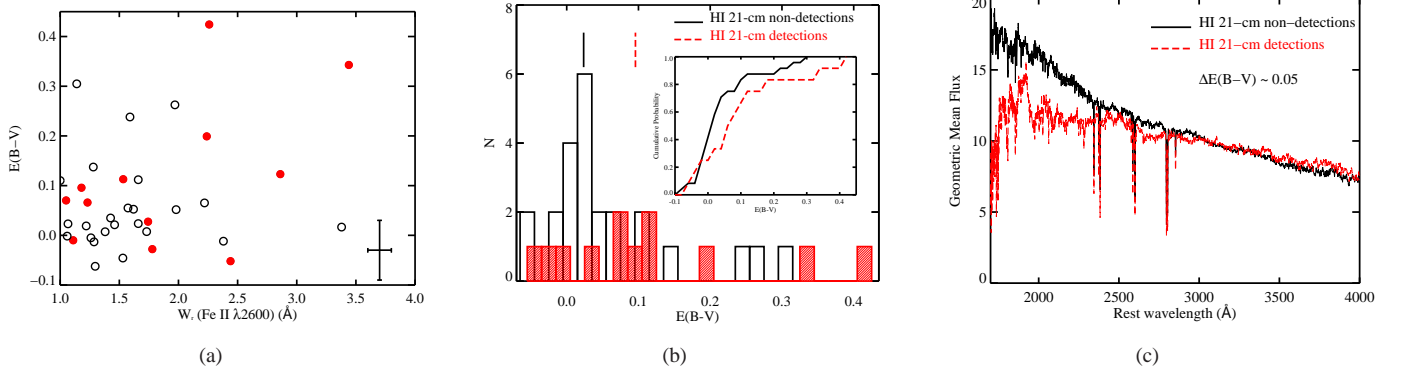 0.4
0.3
0.2
0.1
0.0
−0.1
E(B−V)
1.0 1.5 2.0 2.5 3.0 3.5 4.0
Wr (Fe II λ2600) (Å)
(a)
8
6
4
2
0
N
HI 21-cm non-detections
HI 21-cm detections
1.0
0.8
0.6
0.4
0.2
0.0
Cumulative Probability
-0.1 0.0 0.1 0.2 0.3 0.4
E(B-V)
0.0 0.1 0.2 0.3 0.4
E(B-V)
(b)
20
15
10
5
0
Geometric Mean Flux
HI 21−cm non−detections
HI 21−cm detections
ΔE(B−V) ~ 0.05
2000 2500 3000 3500 4000
Rest wavelength (Å)
(c)